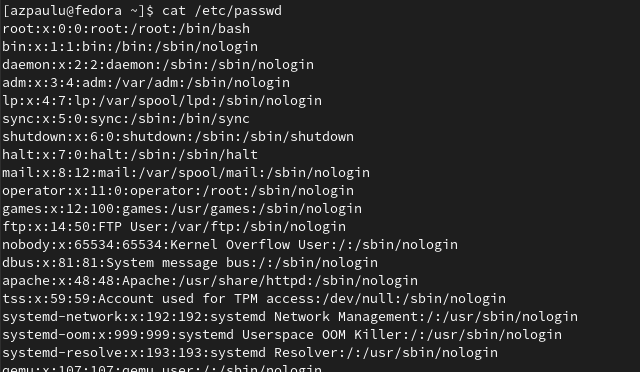 [azpaulu@fedora ~]$ cat /etc/passwd
root:x:0:0:root:/root:/bin/bash
bin:x:1:1:bin:/bin:/sbin/nologin
daemon:x:2:2:daemon:/sbin:/sbin/nologin
adm:x:3:4:adm:/var/adm:/sbin/nologin
lp:x:4:7:lp:/var/spool/lpd:/sbin/nologin
sync:x:5:0:sync:/sbin:/bin/sync
shutdown:x:6:0:shutdown:/sbin:/sbin/shutdown
halt:x:7:0:halt:/sbin:/sbin/halt
mail:x:8:12:mail:/var/spool/mail:/sbin/nologin
operator:x:11:0:operator:/root:/sbin/nologin
games:x:12:100:games:/usr/games:/sbin/nologin
ftp:x:14:50:FTP User:/var/ftp:/sbin/nologin
nobody:x:65534:65534:Kernel Overflow User:/:/sbin/nologin
dbus:x:81:81:System message bus:/:/sbin/nologin
apache:x:48:48:Apache:/usr/share/httpd:/sbin/nologin
tss:x:59:59:Account used for TPM access:/dev/null:/sbin/nologin
systemd-network:x:192:192:systemd Network Management:/:/usr/sbin/nologin
systemd-oom:x:999:999:systemd Userspace OOM Killer:/:/usr/sbin/nologin
systemd-resolve:x:193:193:systemd Resolver:/:/usr/sbin/nologin
qemu:x:107:107:qemu user:/:/sbin/nologin